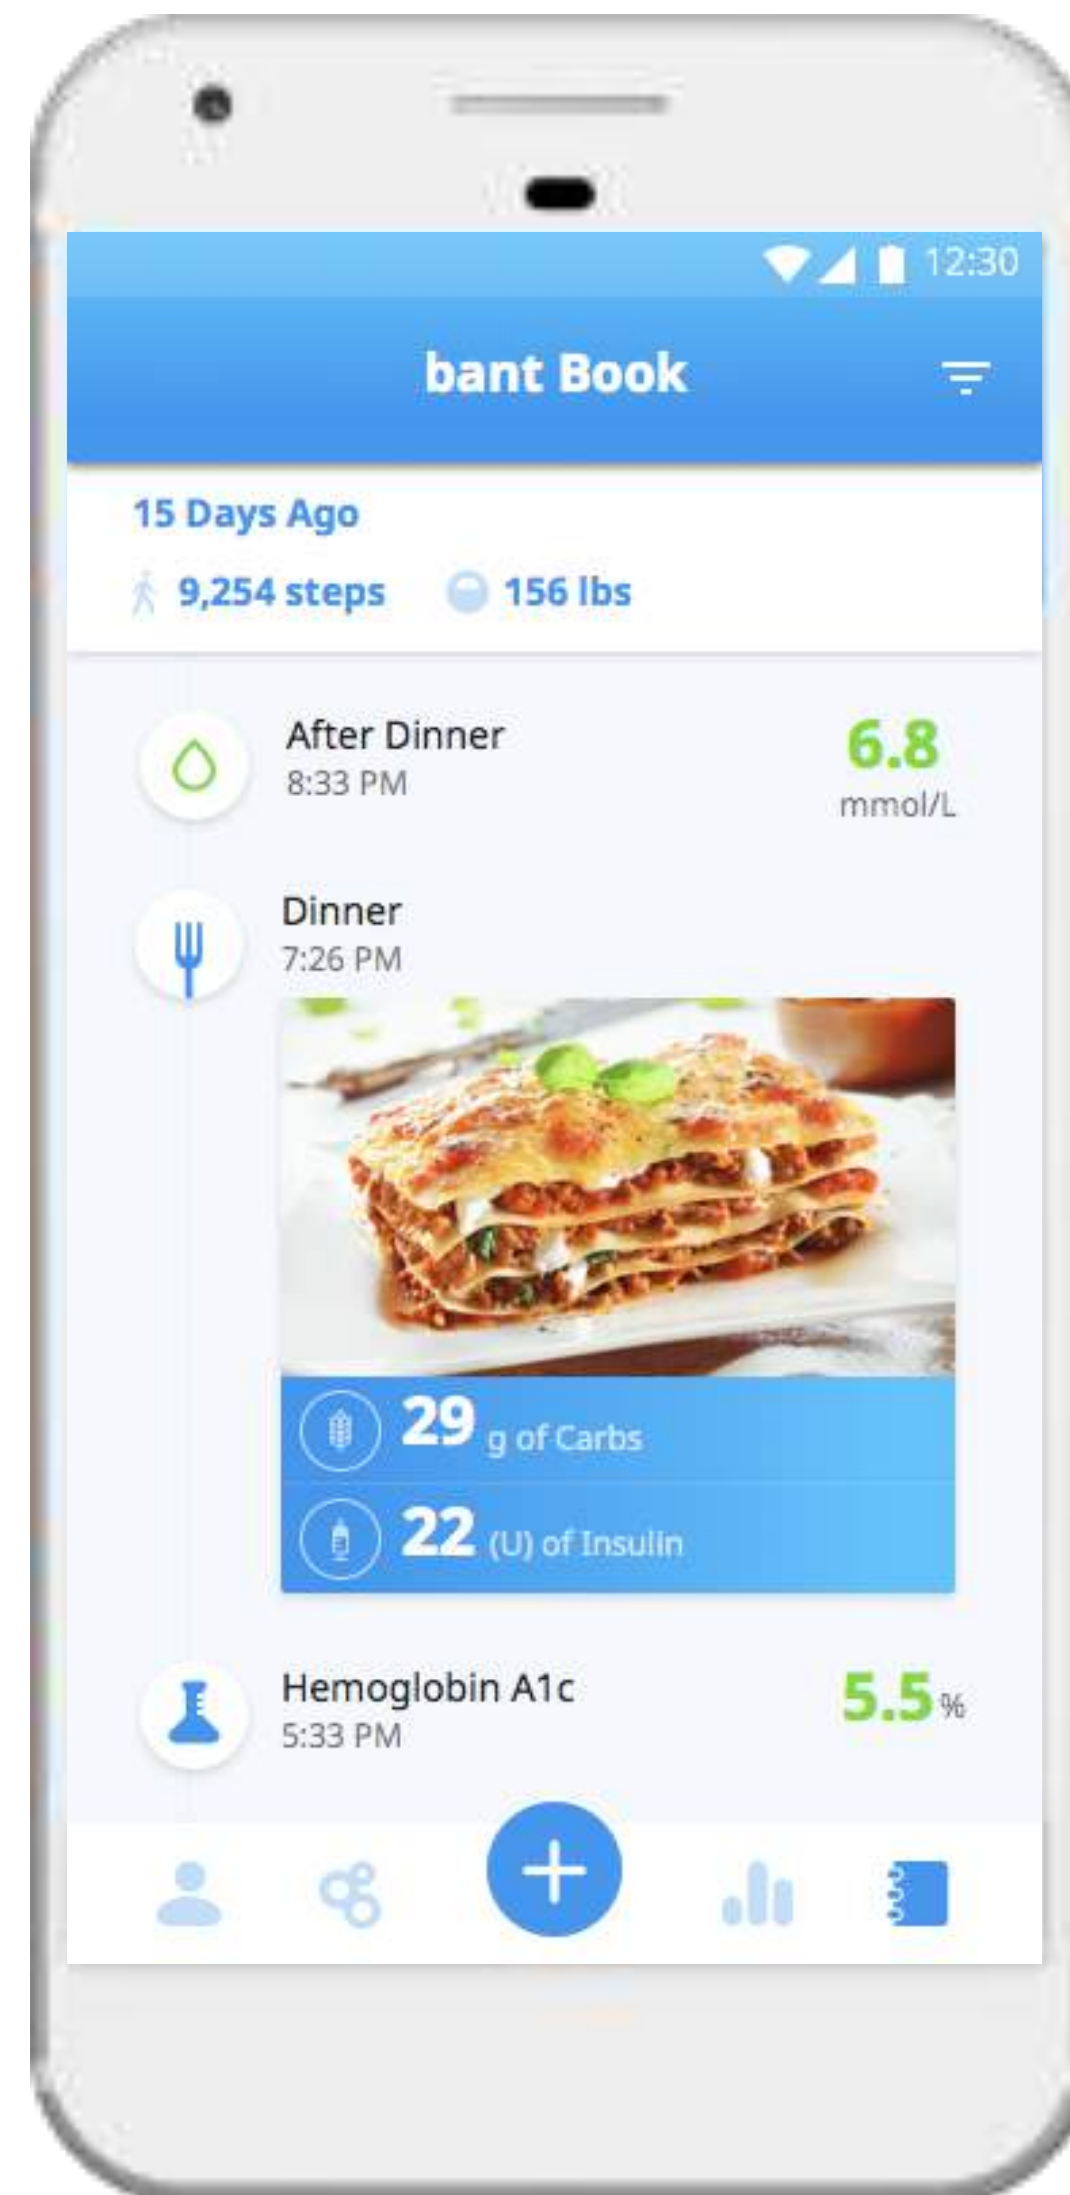 12:30
bant Book
15 Days Ago
9,254 steps 156 lbs
After Dinner 6.8
8:33 PM mmol/L
Dinner
7:26 PM
29 g of Carbs
22 (U) of Insulin
Hemoglobin A1c 5.5 %
5:33 PM